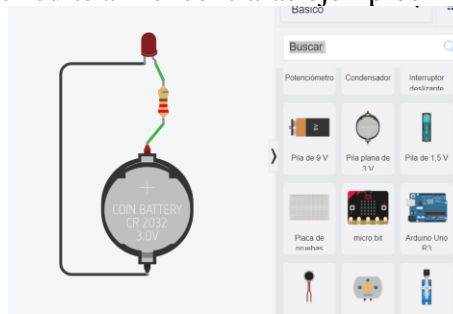 Básico
Buscar
Potenciómetro
Condensador
Interruptor
deslizante
COIN BATTERY
CR 2032
3.0V
Pila de 9 V
Pila plana de
3 V
Pila de 1,5 V
Placa de
pruebas
micro:bit
Arduino Uno
R3